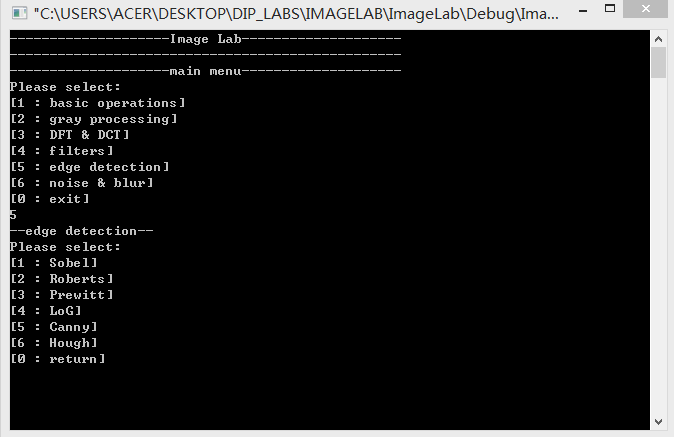 "C:\USERS\ACER\DESKTOP\DIP_LABS\IMAGELAB\ImageLab\Debug\Ima...
--------------------Image Lab--------------------
-------------------------------------------------
--------------------main menu--------------------
Please select:
[1 : basic operations]
[2 : gray processing]
[3 : DFT & DCT]
[4 : filters]
[5 : edge detection]
[6 : noise & blur]
[0 : exit]
5
--edge detection--
Please select:
[1 : Sobel]
[2 : Roberts]
[3 : Prewitt]
[4 : LoG]
[5 : Canny]
[6 : Hough]
[0 : return]